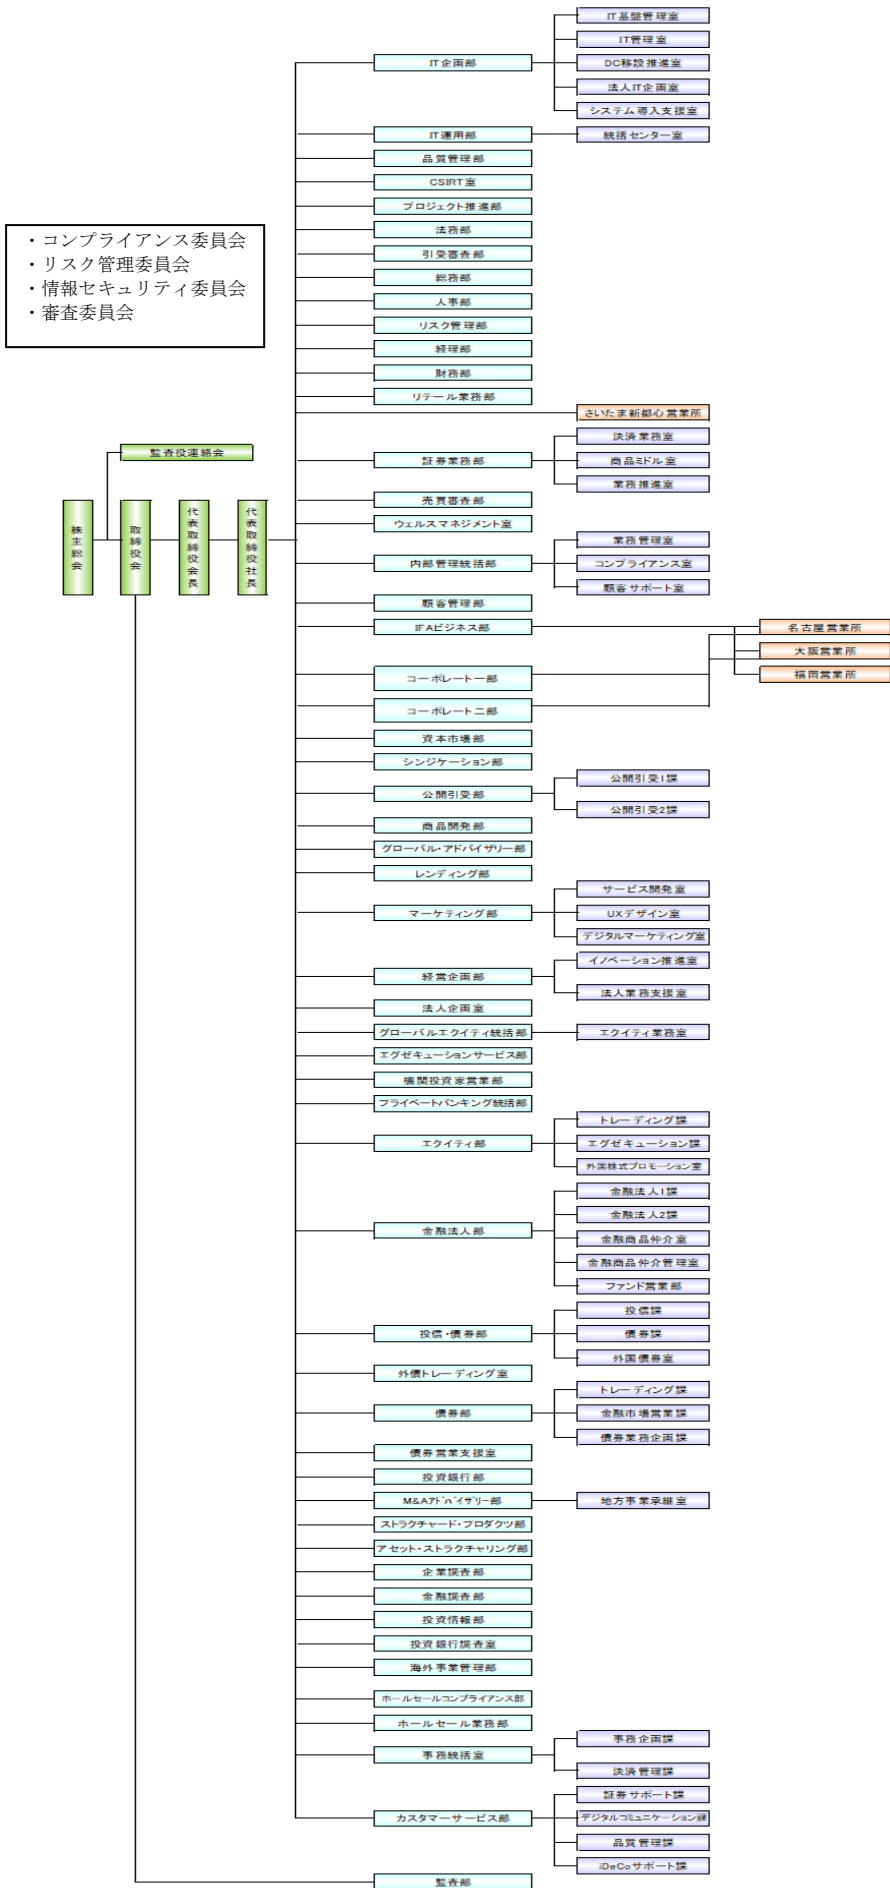 IT基盤管理室
IT管理室
IT企画部
DC移設推進室
法人IT企画室
システム導入支援室
IT運用部
統括センター室
品質管理部
CSIRT室
プロジェクト推進部
法務部
引受審査部
総務部
人事部
リスク管理部
経理部
財務部
リテール業務部
・コンプライアンス委員会
・リスク管理委員会
・情報セキュリティ委員会
・審査委員会
さいたま新都心営業所
決済業務室
監査役連絡会
証券業務部
商品ミドル室
業務推進室
売買審査部
ウェルスマネジメント室
株主総会
取締役会
代表取締役会長
代表取締役社長
業務管理室
内部管理統括部
コンプライアンス室
顧客サポート室
顧客管理部
IFAビジネス部
名古屋営業所
大阪営業所
福岡営業所
コーポレート一部
コーポレート二部
資本市場部
シンジケーション部
公開引受1課
公開引受部
公開引受2課
商品開発部
グローバル・アドバイザリー部
レンディング部
サービス開発室
マーケティング部
UXデザイン室
デジタルマーケティング室
イノベーション推進室
経営企画部
法人業務支援室
法人企画室
グローバルエクイティ統括部
エクイティ業務室
エグゼキューションサービス部
機関投資家営業部
プライベートバンキング統括部
トレーディング課
エクイティ部
エグゼキューション課
外国株式プロモーション室
金融法人1課
金融法人2課
金融法人部
金融商品仲介室
金融商品仲介管理室
ファンド営業部
投信課
投信・債券部
債券課
外国債券室
外債トレーディング室
トレーディング課
債券部
金融市場営業課
債券業務企画課
債券営業支援室
投資銀行部
M&Aｱﾄﾞﾊﾞｲｻﾞﾘｰ部
地方事業承継室
ストラクチャード・プロダクツ部
アセット・ストラクチャリング部
企業調査部
金融調査部
投資情報部
投資銀行調査室
海外事業管理部
ホールセールコンプライアンス部
ホールセール業務部
事務企画課
事務統括室
決済管理課
証券サポート課
カスタマーサービス部
デジタルコミュニケーション課
品質管理課
iDeCoサポート課
監査部